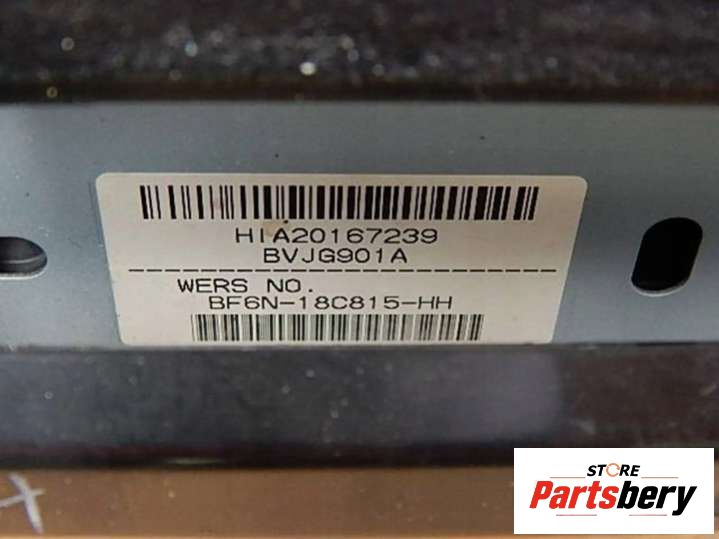 HIA20167239
BVJG901A
WERS NO.
BF6N-18C815-HH
STORE
Partsbery